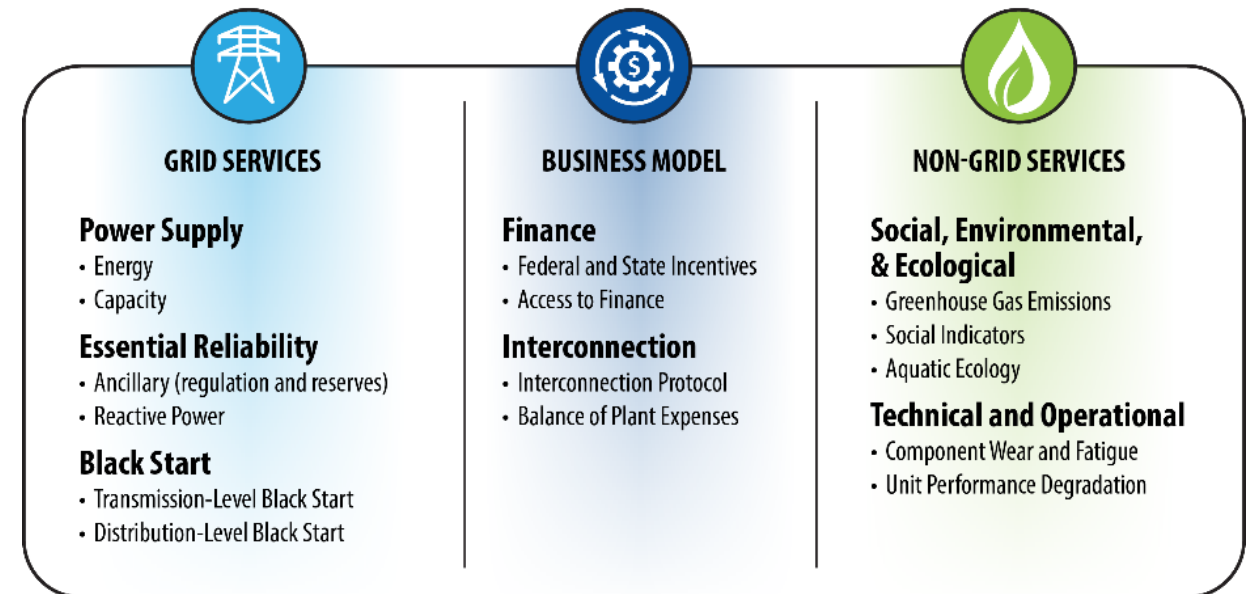 $
GRID SERVICES
Power Supply
• Energy
• Capacity
Essential Reliability
• Ancillary (regulation and reserves)
• Reactive Power
Black Start
• Transmission-Level Black Start
• Distribution-Level Black Start
BUSINESS MODEL
Finance
• Federal and State Incentives
• Access to Finance
Interconnection
• Interconnection Protocol
• Balance of Plant Expenses
NON-GRID SERVICES
Social, Environmental,
& Ecological
• Greenhouse Gas Emissions
• Social Indicators
• Aquatic Ecology
Technical and Operational
• Component Wear and Fatigue
• Unit Performance Degradation